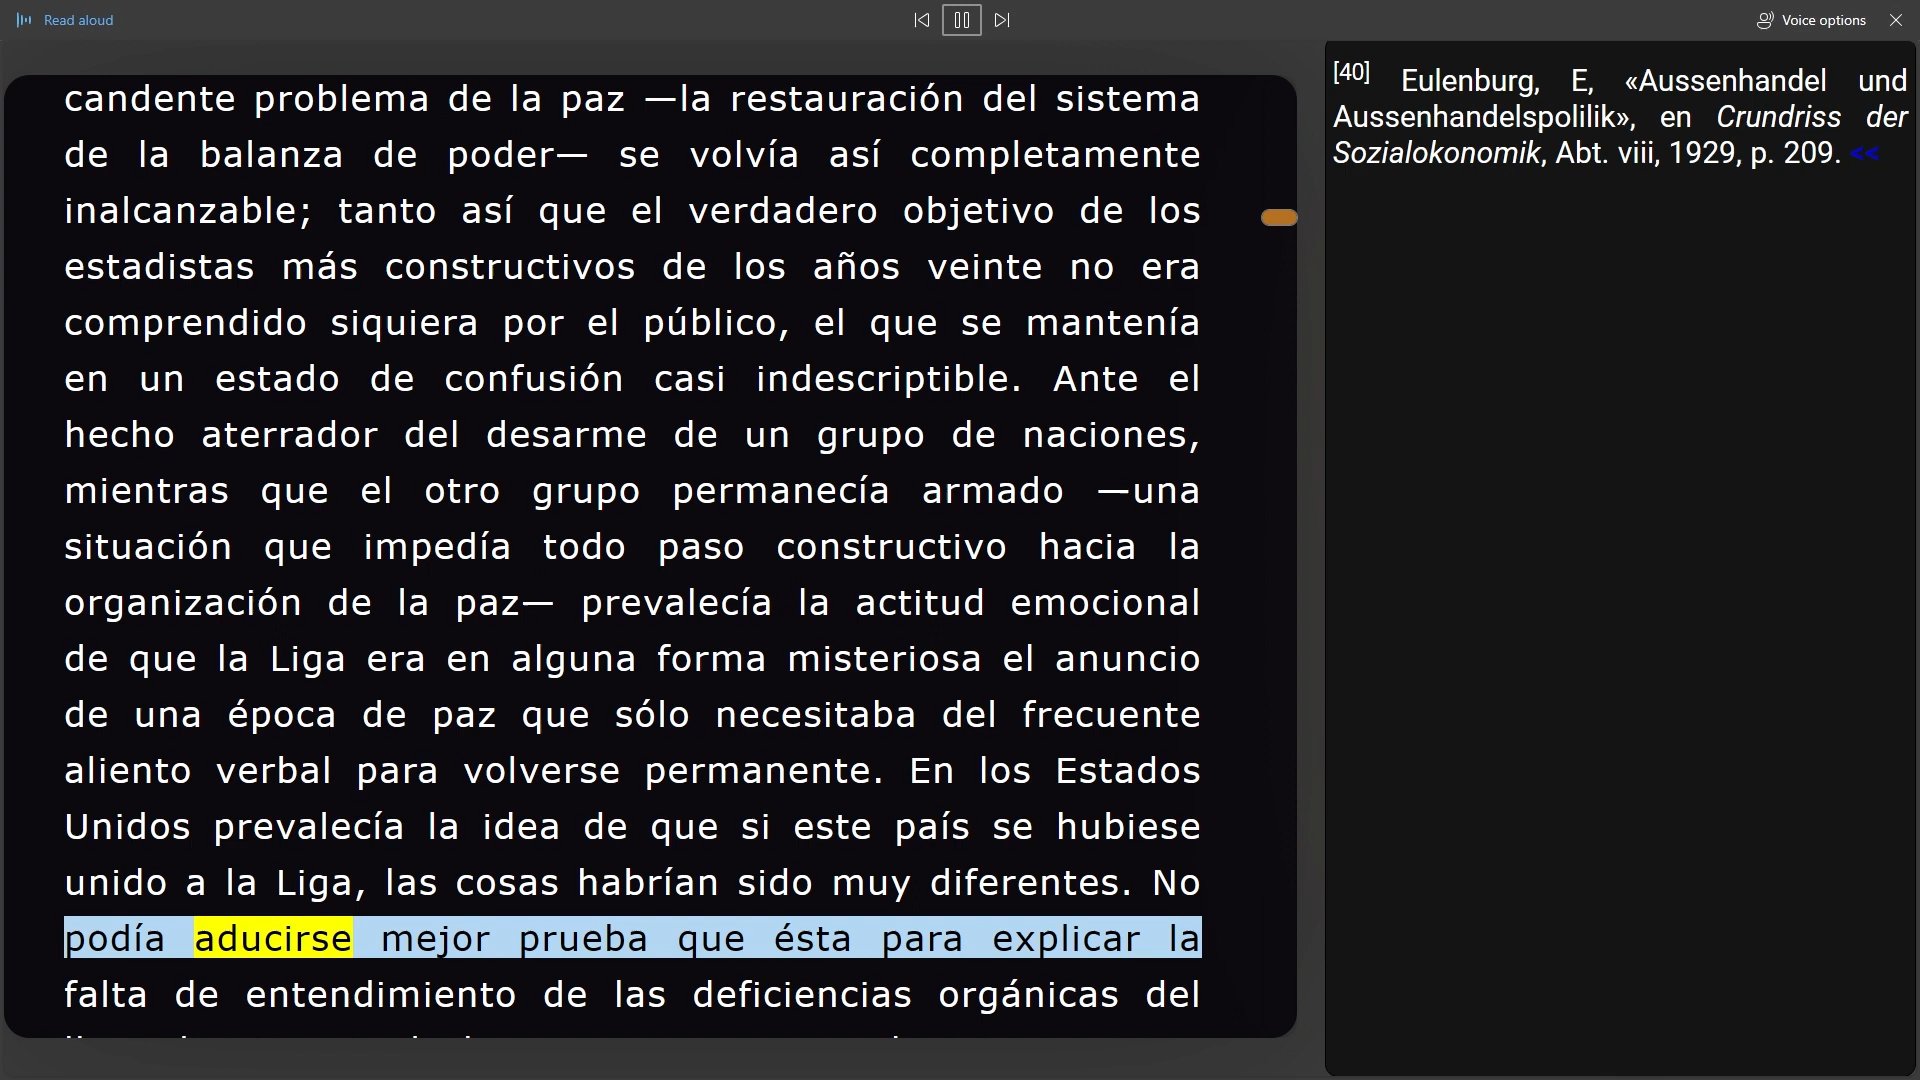 Read aloud
Voice options
candente problema de la paz —la restauración del sistema
de la balanza de poder— se volvía así completamente
inalcanzable; tanto así que el verdadero objetivo de los
estadistas más constructivos de los años veinte no era
comprendido siquiera por el público, el que se mantenía
en un estado de confusión casi indescriptible. Ante el
hecho aterrador del desarme de un grupo de naciones,
mientras que el otro grupo permanecía armado —una
situación que impedía todo paso constructivo hacia la
organización de la paz— prevalecía la actitud emocional
de que la Liga era en alguna forma misteriosa el anuncio
de una época de paz que sólo necesitaba del frecuente
aliento verbal para volverse permanente. En los Estados
Unidos prevalecía la idea de que si este país se hubiese
unido a la Liga, las cosas habrían sido muy diferentes. No
podía aducirse mejor prueba que ésta para explicar la
falta de entendimiento de las deficiencias orgánicas del
[40] Eulenburg, E, «Aussenhandel und
Aussenhandelspolilik», en Crundriss der
Sozialokonomik, Abt. viii, 1929, p. 209. <<